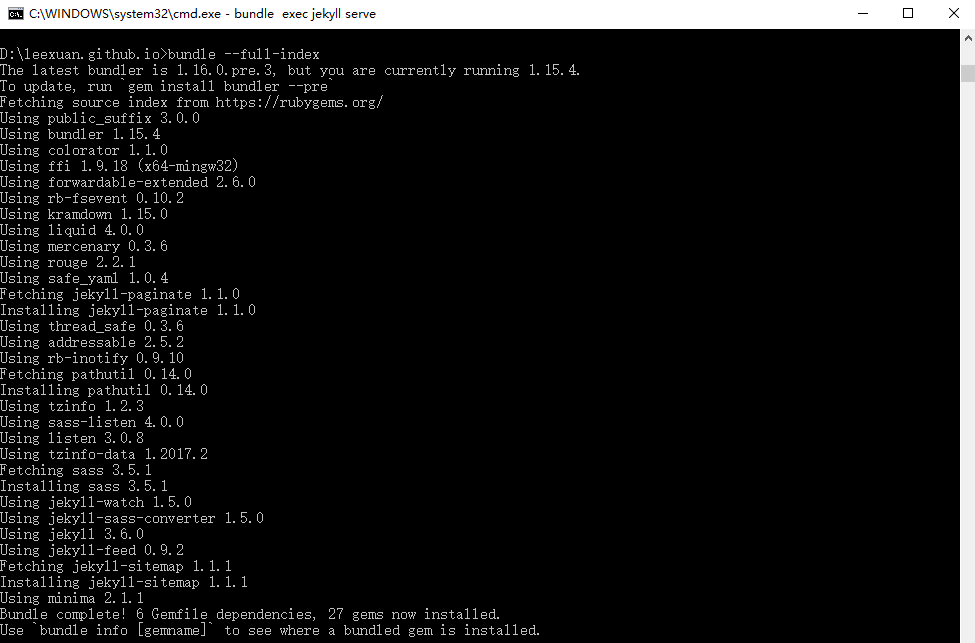 C:\WINDOWS\system32\cmd.exe - bundle  exec jekyll serve
D:\leexuan.github.io>bundle --full-index
The latest bundler is 1.16.0.pre.3, but you are currently running 1.15.4.
To update, run `gem install bundler --pre`
Fetching source index from https://rubygems.org/
Using public_suffix 3.0.0
Using bundler 1.15.4
Using colorator 1.1.0
Using ffi 1.9.18 (x64-mingw32)
Using forwardable-extended 2.6.0
Using rb-fsevent 0.10.2
Using kramdown 1.15.0
Using liquid 4.0.0
Using mercenary 0.3.6
Using rouge 2.2.1
Using safe_yaml 1.0.4
Fetching jekyll-paginate 1.1.0
Installing jekyll-paginate 1.1.0
Using thread_safe 0.3.6
Using addressable 2.5.2
Using rb-inotify 0.9.10
Fetching pathutil 0.14.0
Installing pathutil 0.14.0
Using tzinfo 1.2.3
Using sass-listen 4.0.0
Using listen 3.0.8
Using tzinfo-data 1.2017.2
Fetching sass 3.5.1
Installing sass 3.5.1
Using jekyll-watch 1.5.0
Using jekyll-sass-converter 1.5.0
Using jekyll 3.6.0
Using jekyll-feed 0.9.2
Fetching jekyll-sitemap 1.1.1
Installing jekyll-sitemap 1.1.1
Using minima 2.1.1
Bundle complete! 6 Gemfile dependencies, 27 gems now installed.
Use `bundle info [gemname]` to see where a bundled gem is installed.